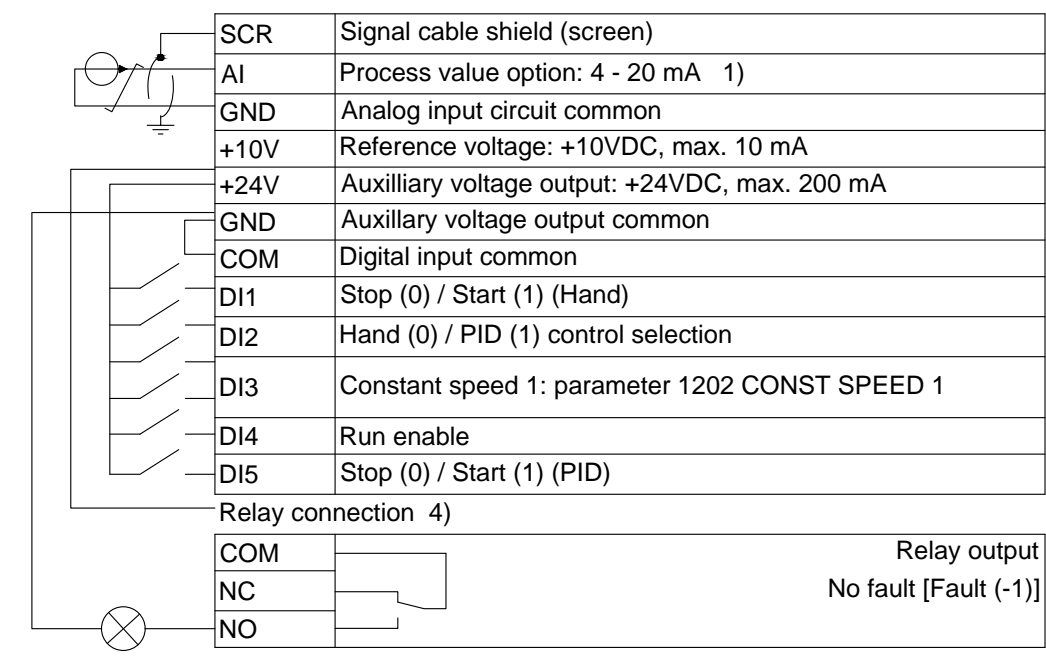 SCR Signal cable shield (screen)
AI Process value option: 4 - 20 mA 1)
GND Analog input circuit common
+10V Reference voltage: +10VDC, max. 10 mA
+24V Auxilliary voltage output: +24VDC, max. 200 mA
GND Auxillary voltage output common
COM Digital input common
DI1 Stop (0) / Start (1) (Hand)
DI2 Hand (0) / PID (1) control selection
DI3 Constant speed 1: parameter 1202 CONST SPEED 1
DI4 Run enable
DI5 Stop (0) / Start (1) (PID)
Relay connection 4)
COM Relay output
NC No fault [Fault (-1)]
NO